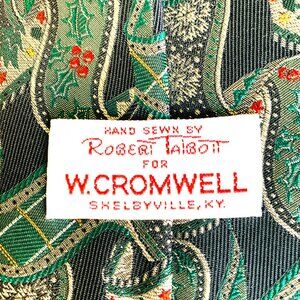 HAND SEWN BY
ROBERT TALBOTT
FOR
W.CROMWELL
SHELBYVILLE, KY.